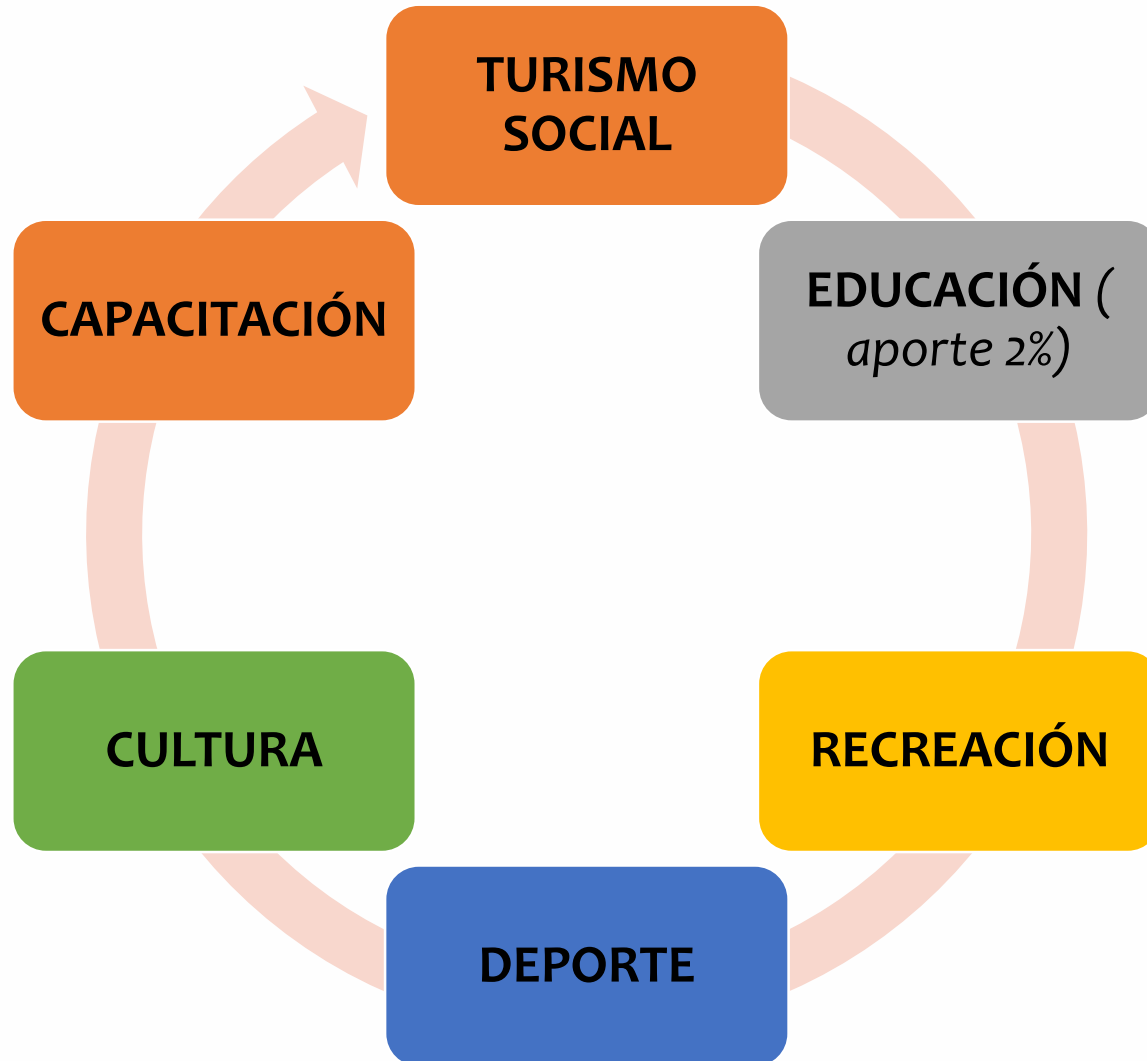 TURISMO
SOCIAL
EDUCACIÓN (
aporte 2%)
RECREACIÓN
DEPORTE
CULTURA
CAPACITACIÓN